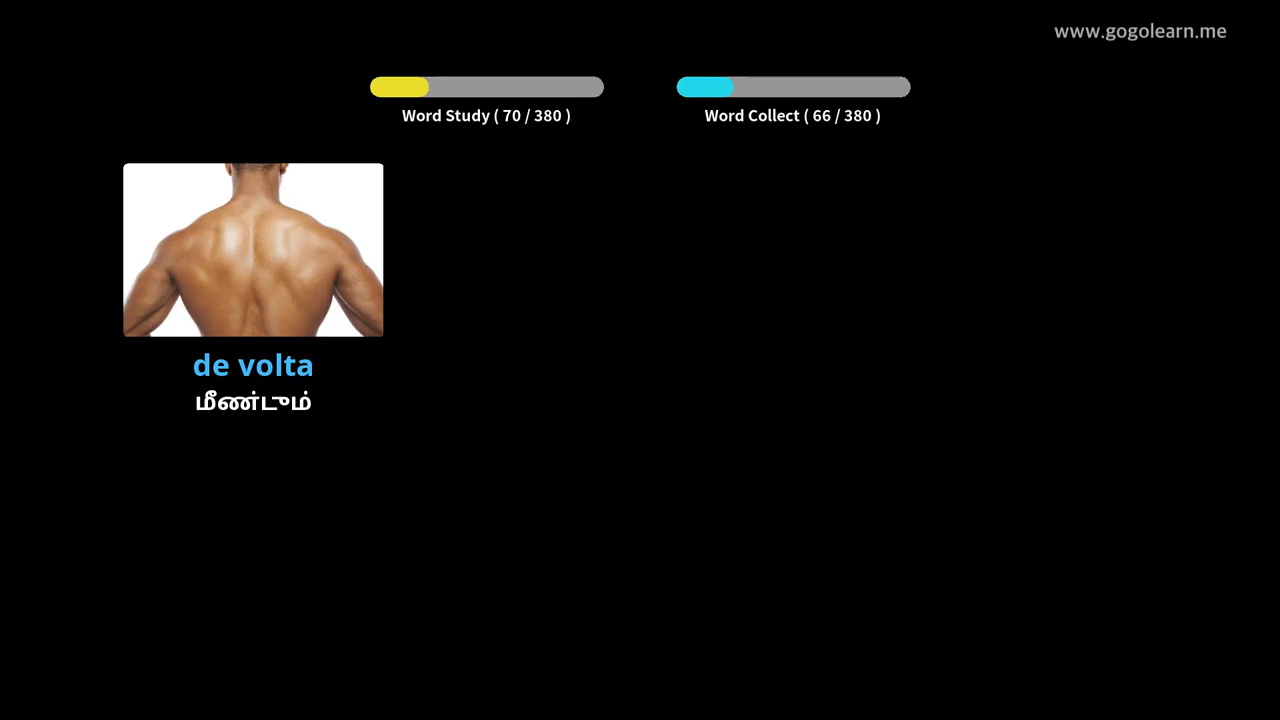 www.gogolearn.me
Word Study ( 70 / 380 )
Word Collect ( 66 / 380 )
de volta
மீண்டும்